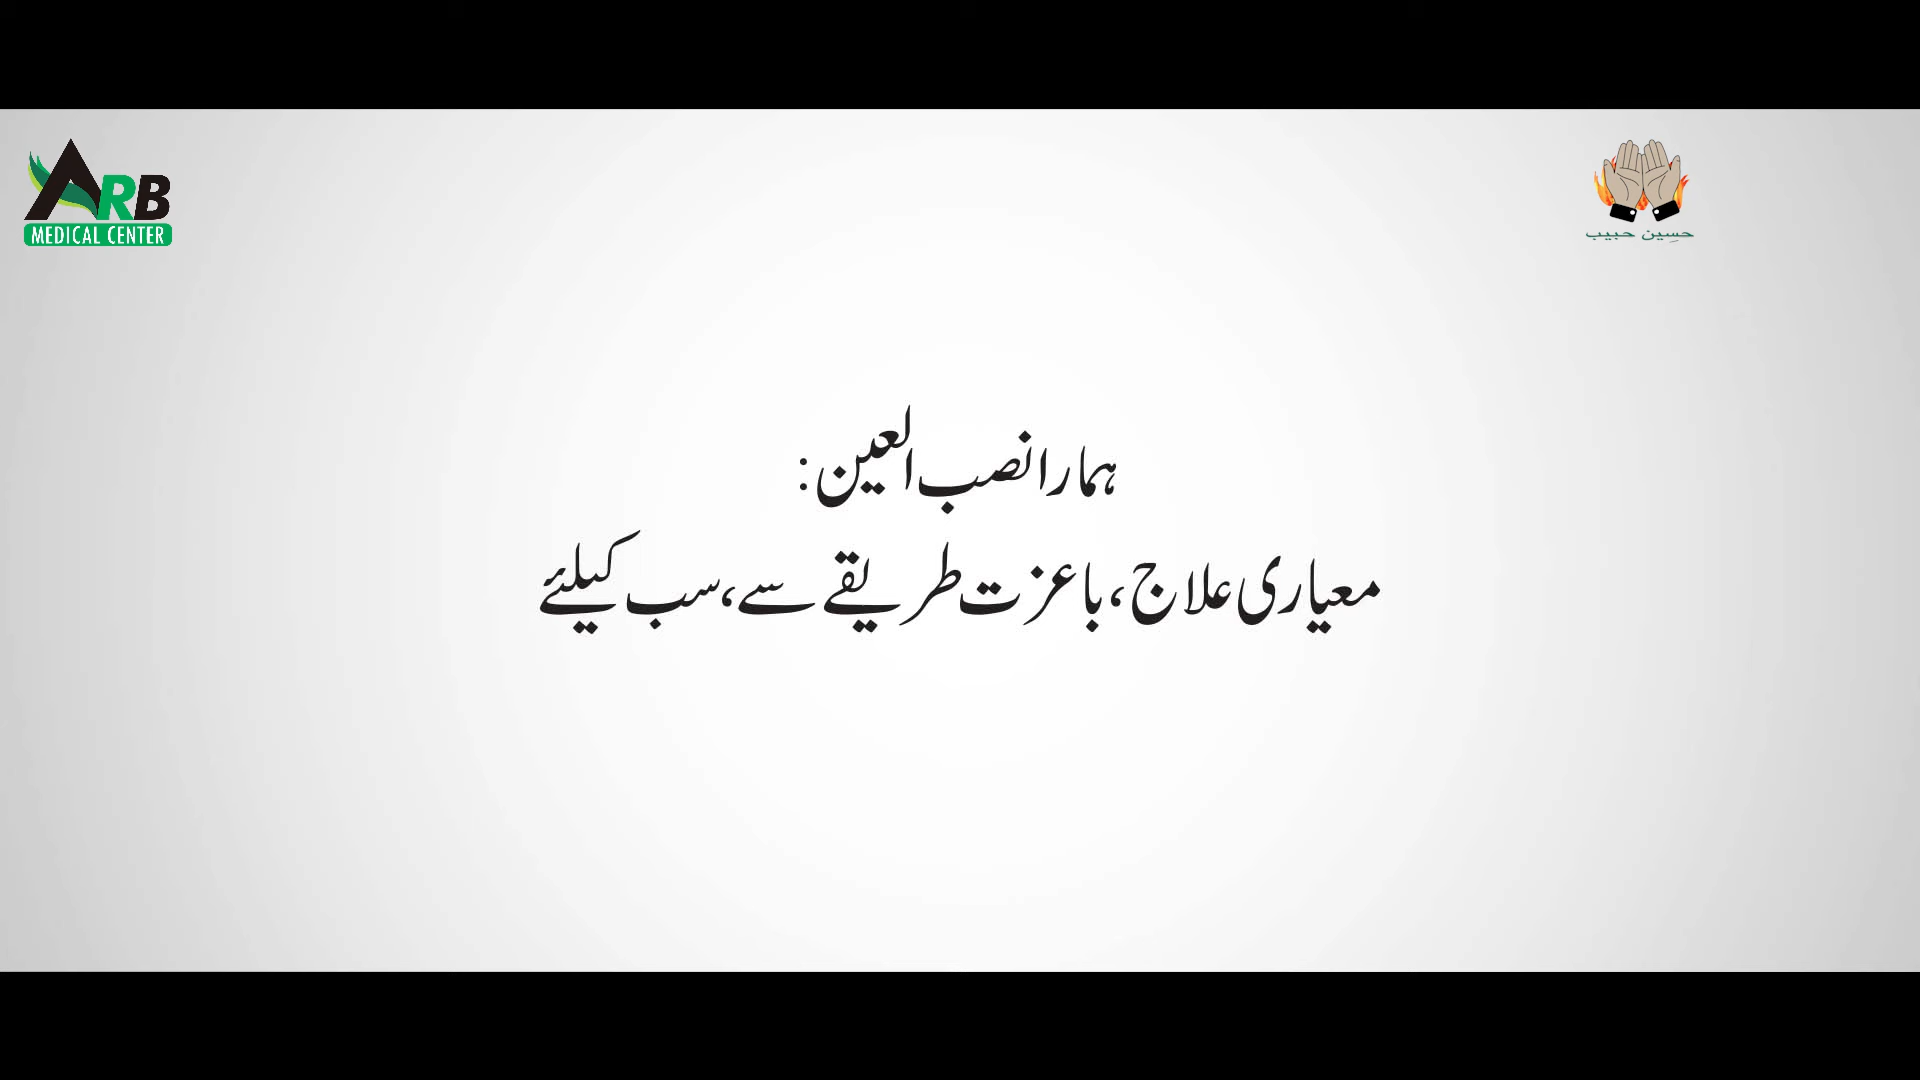 ARB
MEDICAL CENTER
حسین حبیب
ہمارا نصب العین:
معیاری علاج، باعزت طریقے سے، سب کیلئے